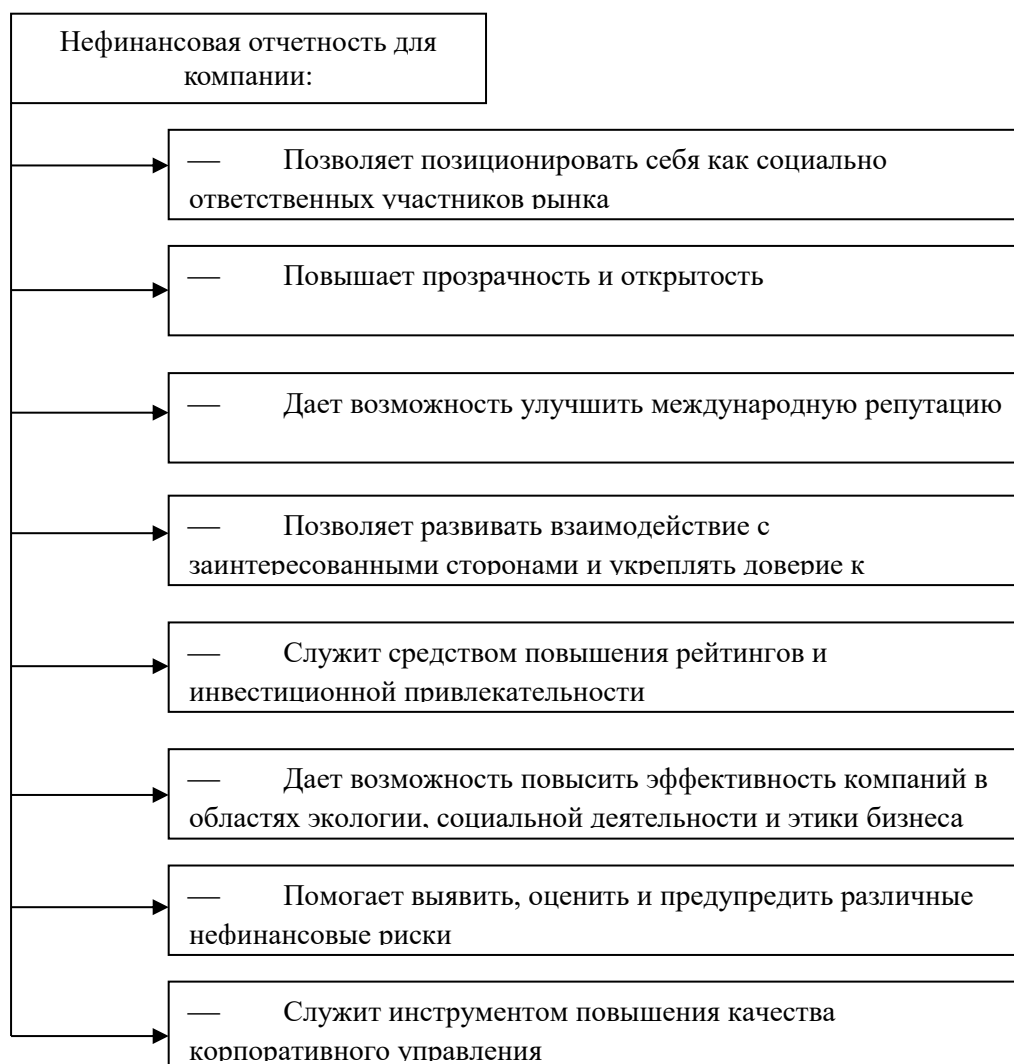 Нефинансовая отчетность для
компании:
— Позволяет позиционировать себя как социально
ответственных участников рынка
— Повышает прозрачность и открытость
— Дает возможность улучшить международную репутацию
— Позволяет развивать взаимодействие с
заинтересованными сторонами и укреплять доверие к
— Служит средством повышения рейтингов и
инвестиционной привлекательности
— Дает возможность повысить эффективность компаний в
областях экологии, социальной деятельности и этики бизнеса
— Помогает выявить, оценить и предупредить различные
нефинансовые риски
— Служит инструментом повышения качества
корпоративного управления